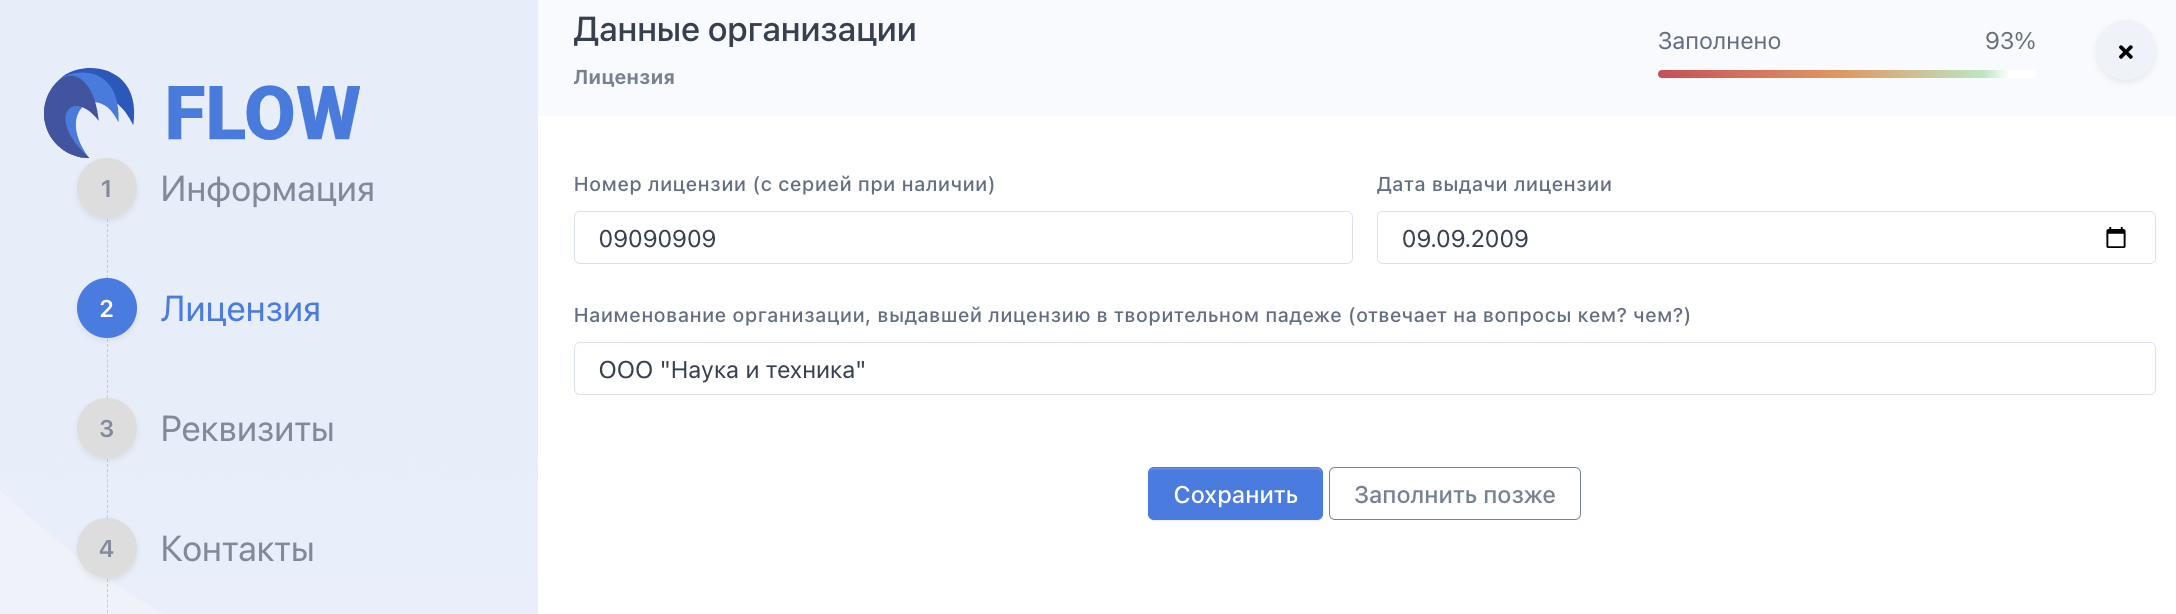 FLOW
1 Информация
2 Лицензия
3 Реквизиты
4 Контакты
Данные организации
Лицензия
Заполнено 93%
Номер лицензии (с серией при наличии)
09090909
Дата выдачи лицензии
09.09.2009
Наименование организации, выдавшей лицензию в творительном падеже (отвечает на вопросы кем? чем?)
ООО "Наука и техника"
Сохранить
Заполнить позже